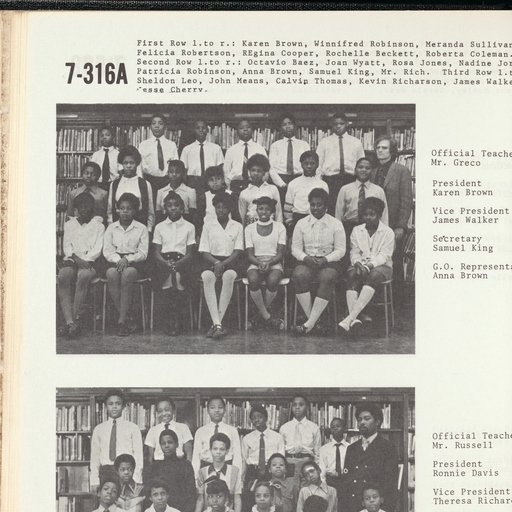 First Row l.to r.: Karen Brown, Winnifred Robinson, Meranda Sullivan
Felicia Robertson, REgina Cooper, Rochelle Beckett, Roberta Coleman.
Second Row l.to r.: Octavio Baez, Joan Wyatt, Rosa Jones, Nadine Jon
7-316A
Patricia Robinson, Anna Brown, Samuel King, Mr. Rich. Third Row l.t
Sheldon Leo, John Means, Calvin Thomas, Kevin Richarson, James Walke
Jesse Cherry.
Official Teache
Mr. Greco
President
Karen Brown
Vice President
James Walker
Secretary
Samuel King
G.O. Representa
Anna Brown
Official Teache
Mr. Russell
President
Ronnie Davis
Vice President
Theresa Richard